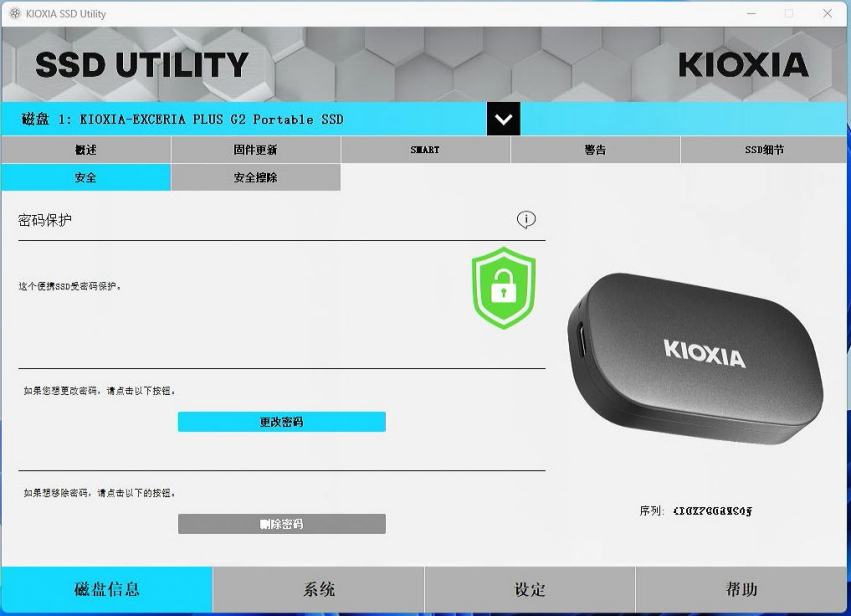 KIOXIA SSD Utility
SSD UTILITY
KIOXIA
磁盘 1: KIOXIA-EXCERIA PLUS G2 Portable SSD
概述 固件更新 SMART 警告 SSD细节
安全 安全擦除
密码保护
这个便携SSD受密码保护。
KIOXIA
如果您想更改密码，请点击以下按钮。
更改密码
如果想移除密码，请点击以下的按钮。
删除密码
序列:
磁盘信息 系统 设定 帮助